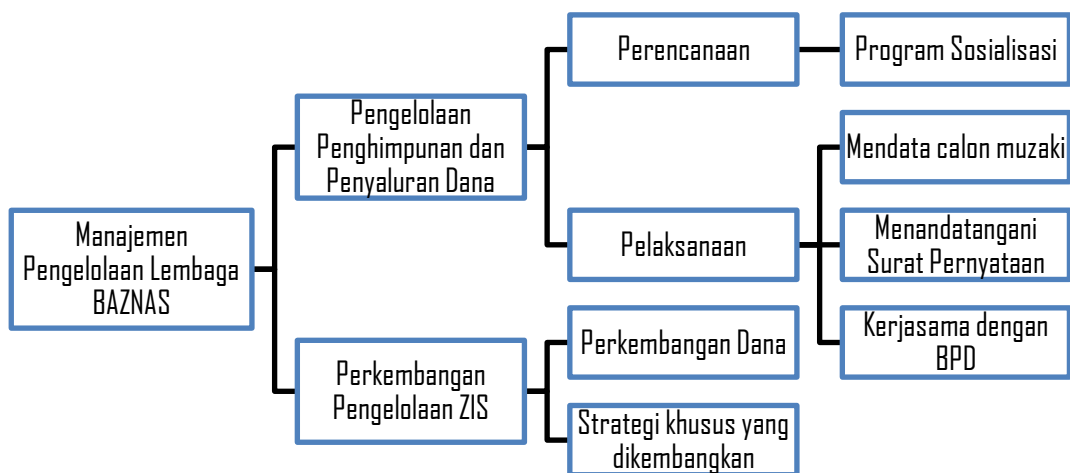 Manajemen
Pengelolaan Lembaga
BAZNAS
Pengelolaan
Penghimpunan dan
Penyaluran Dana
Perencanaan
Program Sosialisasi
Pelaksanaan
Mendata calon muzaki
Menandatangani
Surat Pernyataan
Kerjasama dengan
BPD
Perkembangan
Pengelolaan ZIS
Perkembangan Dana
Strategi khusus yang
dikembangkan